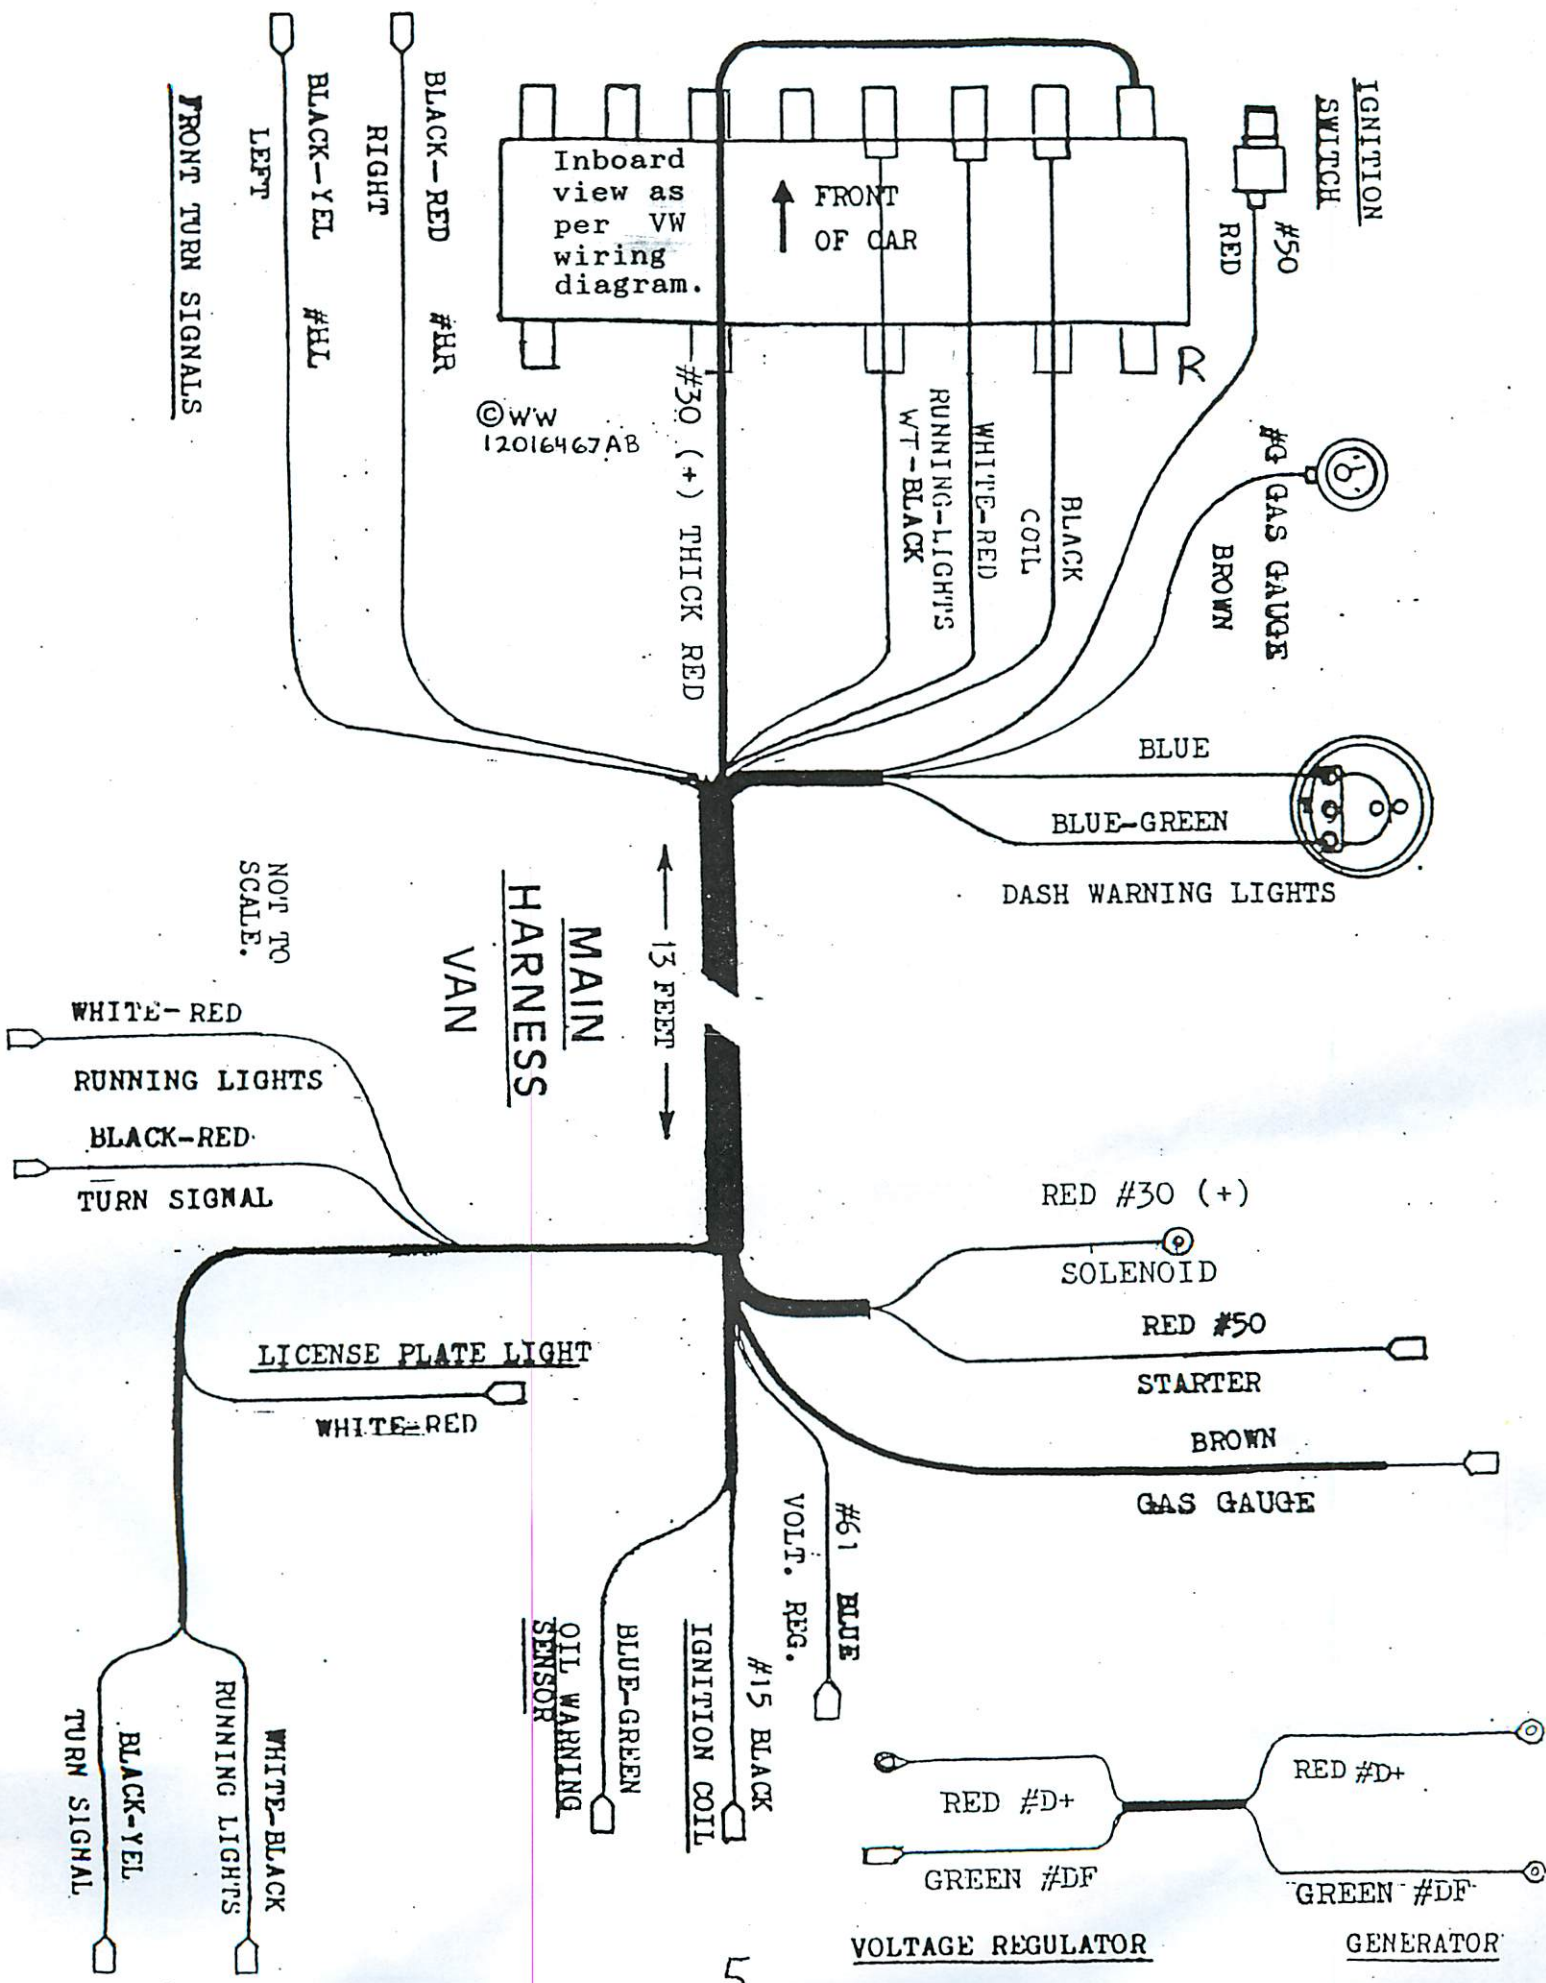 IGNITION
SWITCH
#50
RED
Inboard
view as
per VW
wiring
diagram.
FRONT
OF CAR
BLACK-RED
RIGHT
#HR
BLACK-YEL
LEFT
#HL
FRONT TURN SIGNALS
R
©WW
12016467AB
#30 (+) THICK RED
BLACK
COIL
WHITE-RED
RUNNING-LIGHTS
WT-BLACK
#G GAS GAUGE
BROWN
BLUE
BLUE-GREEN
DASH WARNING LIGHTS
13 FEET
MAIN
HARNESS
VAN
NOT TO
SCALE.
WHITE-RED
RUNNING LIGHTS
BLACK-RED
TURN SIGNAL
RED #30 (+)
SOLENOID
RED #50
STARTER
BROWN
GAS GAUGE
LICENSE PLATE LIGHT
WHITE-RED
#61 BLUE
VOLT. REG.
#15 BLACK
IGNITION COIL
BLUE-GREEN
OIL WARNING
SENSOR
WHITE-BLACK
RUNNING LIGHTS
BLACK-YEL
TURN SIGNAL
RED #D+
RED #D+
GREEN #DF
GREEN #DF
VOLTAGE REGULATOR
GENERATOR
5